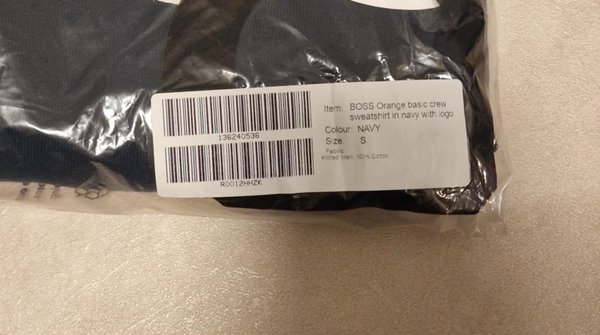 136240536
R0012HHZK
Item: BOSS Orange basic crew
sweatshirt in navy with logo
Colour: NAVY
Size: S
Fabric:
Knitted: Main: 100% Cotton.